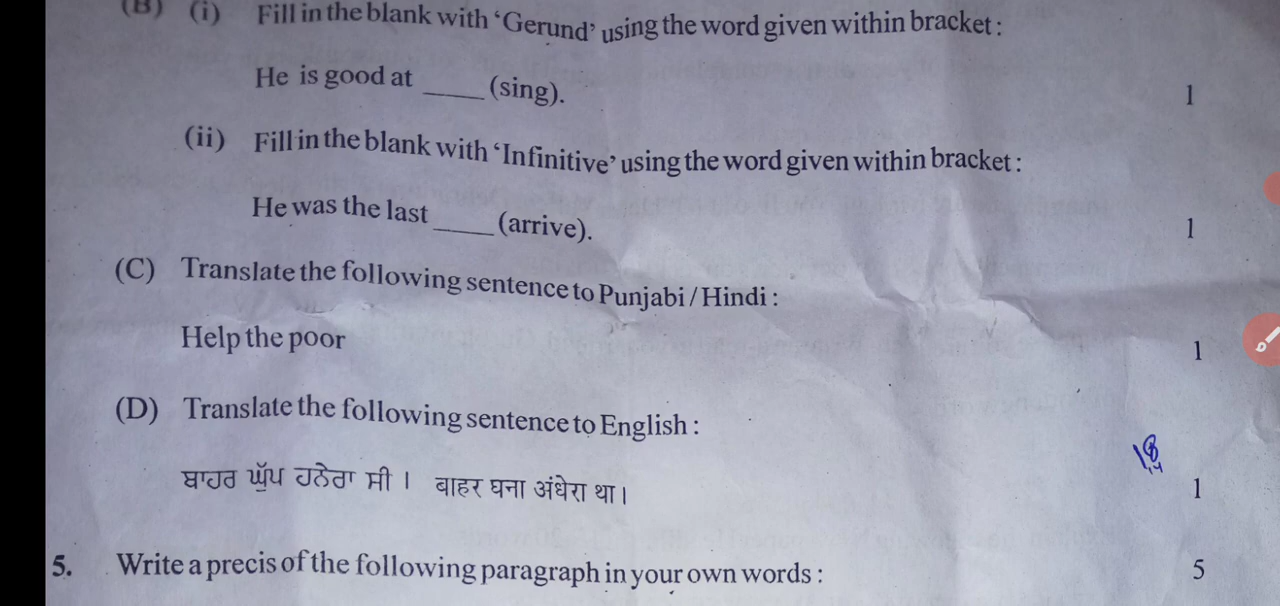 (B) (i) Fill in the blank with ‘Gerund’ using the word given within bracket :
He is good at ____ (sing). 1
(ii) Fill in the blank with ‘Infinitive’ using the word given within bracket :
He was the last ____ (arrive). 1
(C) Translate the following sentence to Punjabi / Hindi :
Help the poor 1
(D) Translate the following sentence to English :
ਬਾਹਰ ਘੁੱਪ ਹਨੇਰਾ ਸੀ । बाहर घना अंधेरा था । 1
5. Write a precis of the following paragraph in your own words : 5